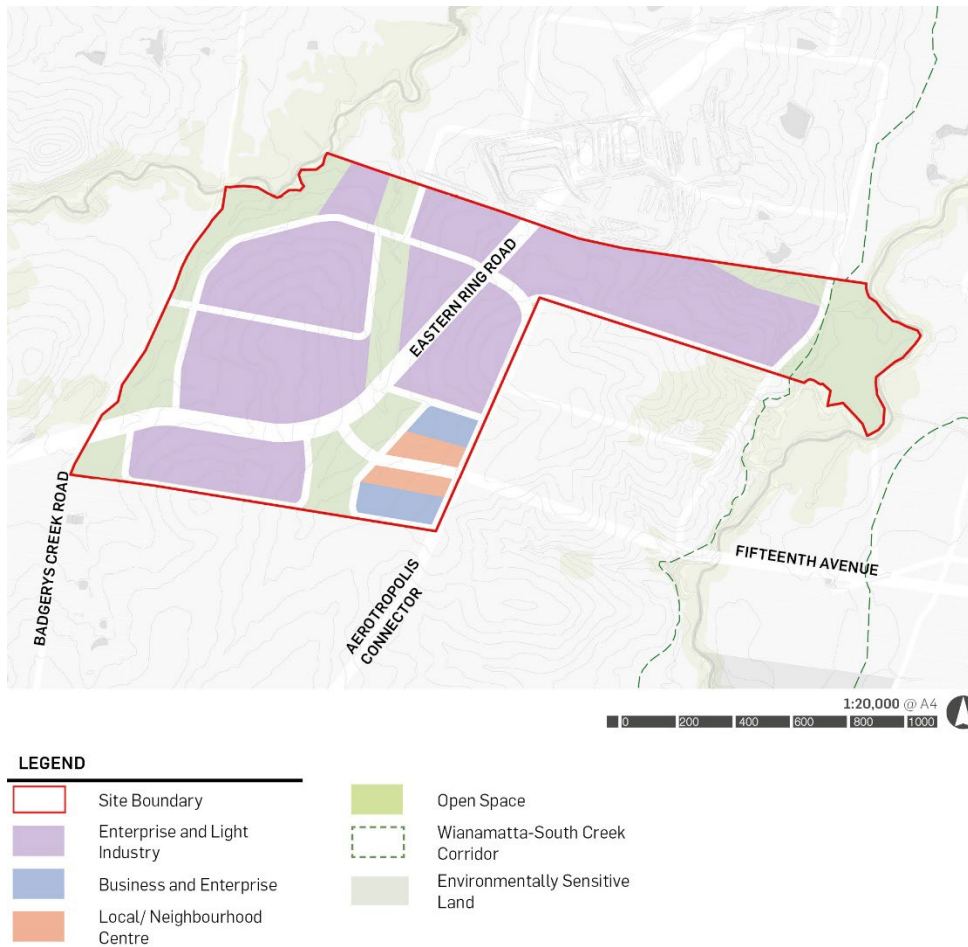 EASTERN RING ROAD
BADGERYS CREEK ROAD
AEROTROPOLIS
CONNECTOR
FIFTEENTH AVENUE
1:20,000 @ A4
0 200 400 600 800 1000
LEGEND
Site Boundary
Enterprise and Light
Industry
Business and Enterprise
Local/ Neighbourhood
Centre
Open Space
Wianamatta-South Creek
Corridor
Environmentally Sensitive
Land